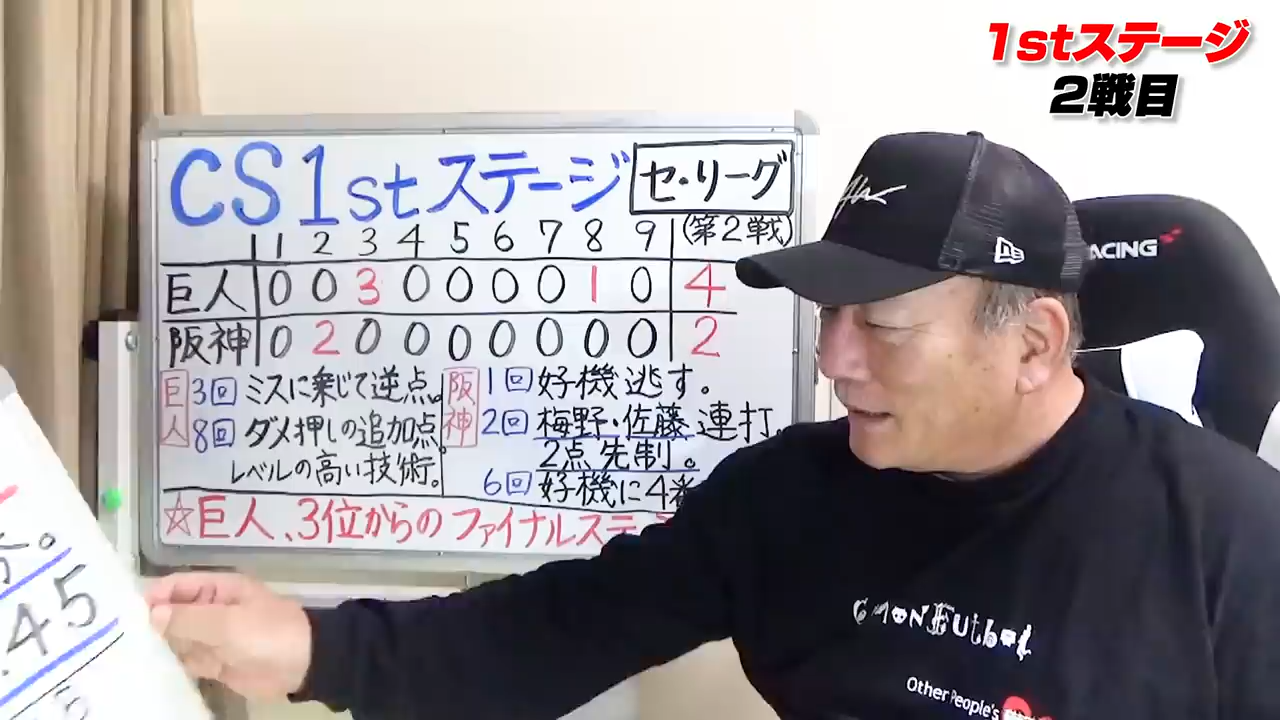 1stステージ
2戦目
CS1stステージ
セ・リーグ
(第2戦)
1 2 3 4 5 6 7 8 9
巨人 0 0 3 0 0 0 0 1 0 4
阪神 0 2 0 0 0 0 0 0 0 2
巨人
3回 ミスに乗じて逆点。
8回 ダメ押しの追加点。
レベルの高い技術。
阪神
1回 好機逃す。
2回 梅野・佐藤連打。
2点先制。
6回 好機に4番
☆巨人、3位からのファイナルステ
.45
5
RACING
Other People's